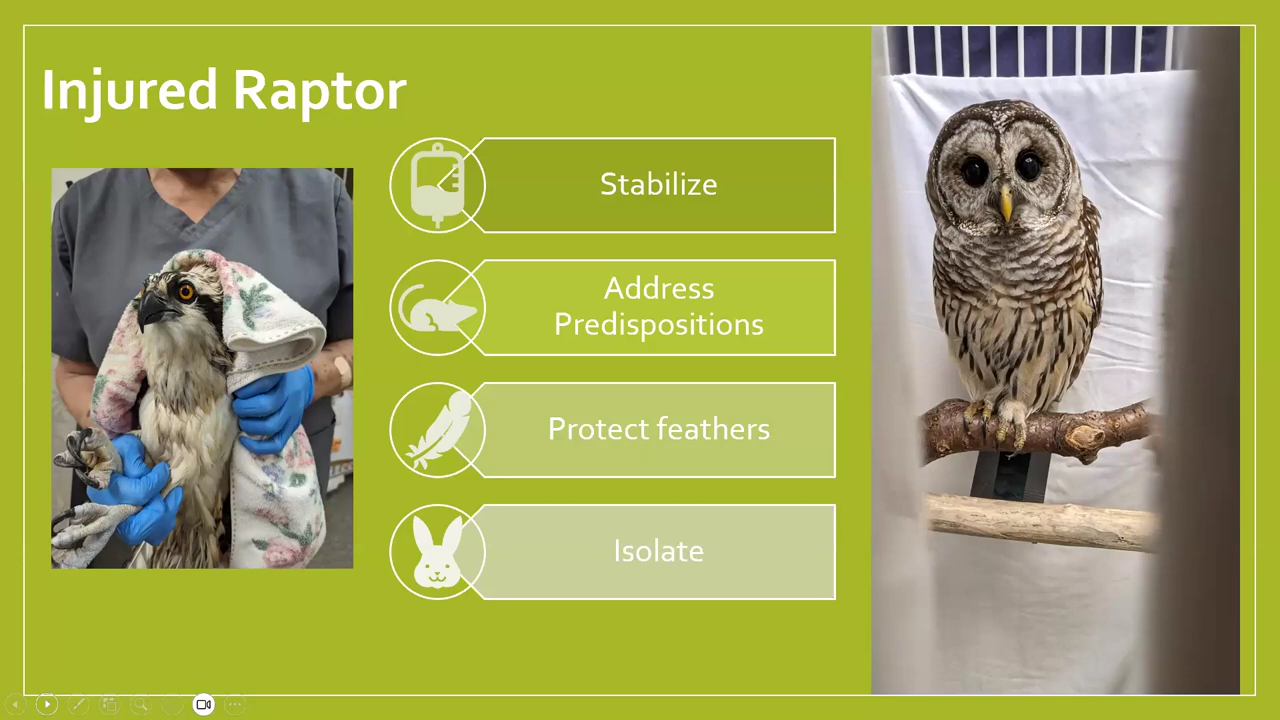 Injured Raptor
Stabilize
Address
Predispositions
Protect feathers
Isolate